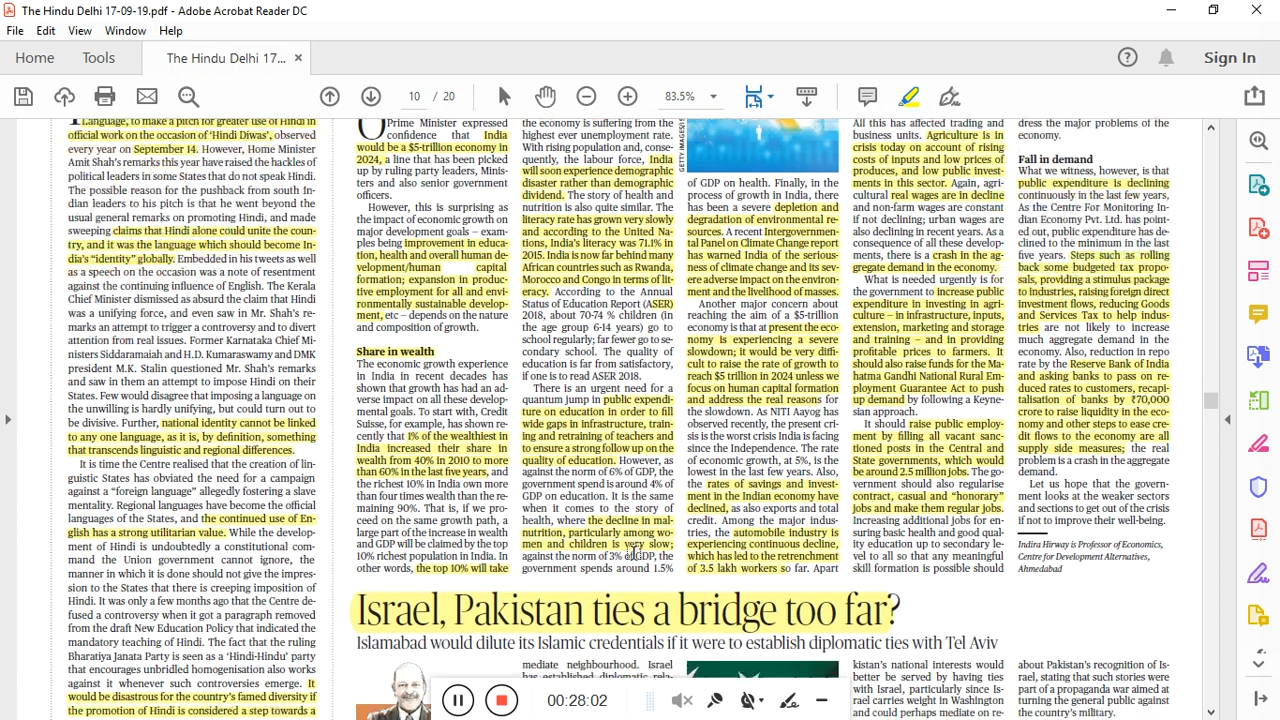 The Hindu Delhi 17-09-19.pdf - Adobe Acrobat Reader DC
File Edit View Window Help
Home Tools The Hindu Delhi 17... × Sign In
10 / 20 83.5%
Language, to make a pitch for greater use of Hindi in
official work on the occasion of 'Hindi Diwas', observed
every year on September 14. However, Home Minister
Amit Shah's remarks this year have raised the hackles of
political leaders in some States that do not speak Hindi.
The possible reason for the pushback from south In-
dian leaders to his pitch is that he went beyond the
usual general remarks on promoting Hindi, and made
sweeping claims that Hindi alone could unite the coun-
try, and it was the language which should become In-
dia's "identity" globally. Embedded in his tweets as well
as a speech on the occasion was a note of resentment
against the continuing influence of English. The Kerala
Chief Minister dismissed as absurd the claim that Hindi
was a unifying force, and even saw in Mr. Shah's re-
marks an attempt to trigger a controversy and to divert
attention from real issues. Former Karnataka Chief Mi-
nisters Siddaramaiah and H.D. Kumaraswamy and DMK
president M.K. Stalin questioned Mr. Shah's remarks
and saw in them an attempt to impose Hindi on their
States. Few would disagree that imposing a language on
the unwilling is hardly unifying, but could turn out to
be divisive. Further, national identity cannot be linked
to any one language, as it is, by definition, something
that transcends linguistic and regional differences.
It is time the Centre realised that the creation of lin-
guistic States has obviated the need for a campaign
against a "foreign language" allegedly fostering a slave
mentality. Regional languages have become the official
languages of the States, and the continued use of En-
glish has a strong utilitarian value. While the develop-
ment of Hindi is undoubtedly a constitutional com-
mand the Union government cannot ignore, the
manner in which it is done should not give the impres-
sion to the States that there is creeping imposition of
Hindi. It was only a few months ago that the Centre de-
fused a controversy when it got a paragraph removed
from the draft New Education Policy that indicated the
mandatory teaching of Hindi. The fact that the ruling
Bharatiya Janata Party is seen as a 'Hindi-Hindu' party
that encourages unbridled homogenisation also works
against it whenever such controversies emerge. It
would be disastrous for the country's famed diversity if
the promotion of Hindi is considered a step towards a
O Prime Minister expressed
confidence that India
would be a $5-trillion economy in
2024, a line that has been picked
up by ruling party leaders, Minis-
ters and also senior government
officers.
However, this is surprising as
the impact of economic growth on
major development goals – exam-
ples being improvement in educa-
tion, health and overall human de-
velopment/human capital
formation; expansion in produc-
tive employment for all and envi-
ronmentally sustainable develop-
ment, etc – depends on the nature
and composition of growth.
Share in wealth
The economic growth experience
in India in recent decades has
shown that growth has had an ad-
verse impact on all these develop-
mental goals. To start with, Credit
Suisse, for example, has shown re-
cently that 1% of the wealthiest in
India increased their share in
wealth from 40% in 2010 to more
than 60% in the last five years, and
the richest 10% in India own more
than four times wealth than the re-
maining 90%. That is, if we pro-
ceed on the same growth path, a
large part of the increase in wealth
and GDP will be claimed by the top
10% richest population in India. In
other words, the top 10% will take
the economy is suffering from the
highest ever unemployment rate.
With rising population and, conse-
quently, the labour force, India
will soon experience demographic
disaster rather than demographic
dividend. The story of health and
nutrition is also quite similar. The
literacy rate has grown very slowly
and according to the United Na-
tions, India's literacy was 71.1% in
2015. India is now far behind many
African countries such as Rwanda,
Morocco and Congo in terms of lit-
eracy. According to the Annual
Status of Education Report (ASER)
2018, about 70-74 % children (in
the age group 6-14 years) go to
school regularly; far fewer go to se-
condary school. The quality of
education is far from satisfactory,
if one is to read ASER 2018.
There is an urgent need for a
quantum jump in public expendi-
ture on education in order to fill
wide gaps in infrastructure, train-
ing and retraining of teachers and
to ensure a strong follow up on the
quality of education. However, as
against the norm of 6% of GDP, the
government spend is around 4% of
GDP on education. It is the same
when it comes to the story of
health, where the decline in mal-
nutrition, particularly among wo-
men and children is very slow;
against the norm of 3% of GDP, the
government spends around 1.5%
GETTY IMAGES/I
of GDP on health. Finally, in the
process of growth in India, there
has been a severe depletion and
degradation of environmental re-
sources. A recent Intergovernmen-
tal Panel on Climate Change report
has warned India of the serious-
ness of climate change and its sev-
ere adverse impact on the environ-
ment and the livelihood of masses.
Another major concern about
reaching the aim of a $5-trillion
economy is that at present the eco-
nomy is experiencing a severe
slowdown; it would be very diffi-
cult to raise the rate of growth to
reach $5 trillion in 2024 unless we
focus on human capital formation
and address the real reasons for
the slowdown. As NITI Aayog has
observed recently, the present cri-
sis is the worst crisis India is facing
since the Independence. The rate
of economic growth, at 5%, is the
lowest in the last few years. Also,
the rates of savings and invest-
ment in the Indian economy have
declined, as also exports and total
credit. Among the major indus-
tries, the automobile industry is
experiencing continuous decline,
which has led to the retrenchment
of 3.5 lakh workers so far. Apart
All this has affected trading and
business units. Agriculture is in
crisis today on account of rising
costs of inputs and low prices of
produces, and low public invest-
ments in this sector. Again, agri-
cultural real wages are in decline
and non-farm wages are constant
if not declining; urban wages are
also declining in recent years. As a
consequence of all these develop-
ments, there is a crash in the ag-
gregate demand in the economy.
What is needed urgently is for
the government to increase public
expenditure in investing in agri-
culture – in infrastructure, inputs,
extension, marketing and storage
and training – and in providing
profitable prices to farmers. It
should also raise funds for the Ma-
hatma Gandhi National Rural Em-
ployment Guarantee Act to push
up demand by following a Keyne-
sian approach.
It should raise public employ-
ment by filling all vacant sanc-
tioned posts in the Central and
State governments, which would
be around 2.5 million jobs. The go-
vernment should also regularise
contract, casual and "honorary"
jobs and make them regular jobs.
Increasing additional jobs for en-
suring basic health and good qual-
ity education up to secondary le-
vel to all so that any meaningful
skill formation is possible should
dress the major problems of the
economy.
Fall in demand
What we witness, however, is that
public expenditure is declining
continuously in the last few years,
As the Centre For Monitoring In-
dian Economy Pvt. Ltd. has point-
ed out, public expenditure has de-
clined to the minimum in the last
five years. Steps such as rolling
back some budgeted tax propo-
sals, providing a stimulus package
to industries, raising foreign direct
investment flows, reducing Goods
and Services Tax to help indus-
tries are not likely to increase
much aggregate demand in the
economy. Also, reduction in repo
rate by the Reserve Bank of India
and asking banks to pass on re-
duced rates to customers, recapi-
talisation of banks by ₹70,000
crore to raise liquidity in the eco-
nomy and other steps to ease cre-
dit flows to the economy are all
supply side measures; the real
problem is a crash in the aggregate
demand.
Let us hope that the govern-
ment looks at the weaker sectors
and sections to get out of the crisis
if not to improve their well-being.
Indira Hirway is Professor of Economics,
Centre for Development Alternatives,
Ahmedabad
Israel, Pakistan ties a bridge too far?
Islamabad would dilute its Islamic credentials if it were to establish diplomatic ties with Tel Aviv
mediate neighbourhood. Israel
has established diplomatic rela-
kistan's national interests would
be better served by having ties
with Israel, particularly since Is-
rael carries weight in Washington
and could perhaps mediate on re-
about Pakistan's recognition of Is-
rael, stating that such stories were
part of a propaganda war aimed at
turning the general public against
the country's military.
00:28:02